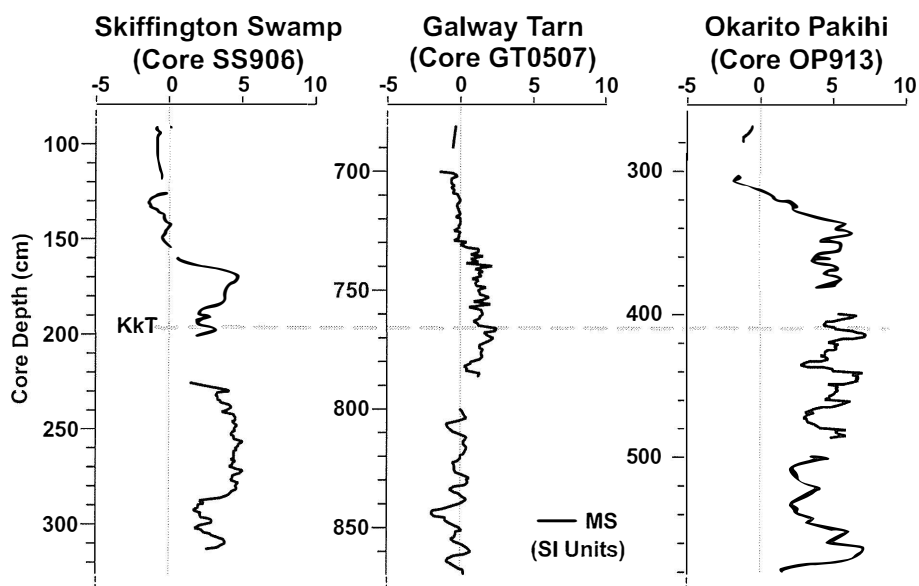 Skiffington Swamp
(Core SS906)
Galway Tarn
(Core GT0507)
Okarito Pakihi
(Core OP913)
-5 0 5 10
-5 0 5 10
-5 0 5 10
Core Depth (cm)
100
150
KkT
200
250
300
700
750
800
850
300
400
500
MS
(SI Units)